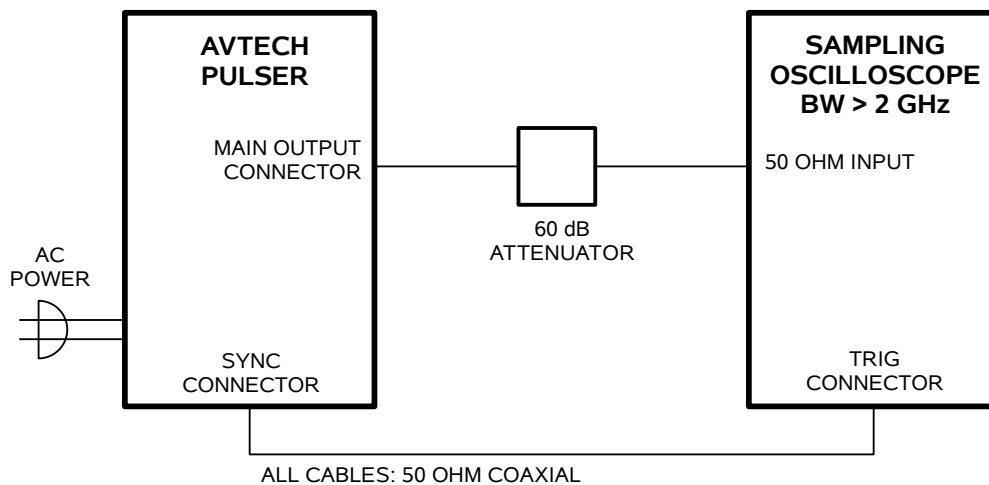 AVTECH
PULSER
MAIN OUTPUT
CONNECTOR
AC
POWER
SYNC
CONNECTOR
60 dB
ATTENUATOR
SAMPLING
OSCILLOSCOPE
BW > 2 GHz
50 OHM INPUT
TRIG
CONNECTOR
ALL CABLES: 50 OHM COAXIAL